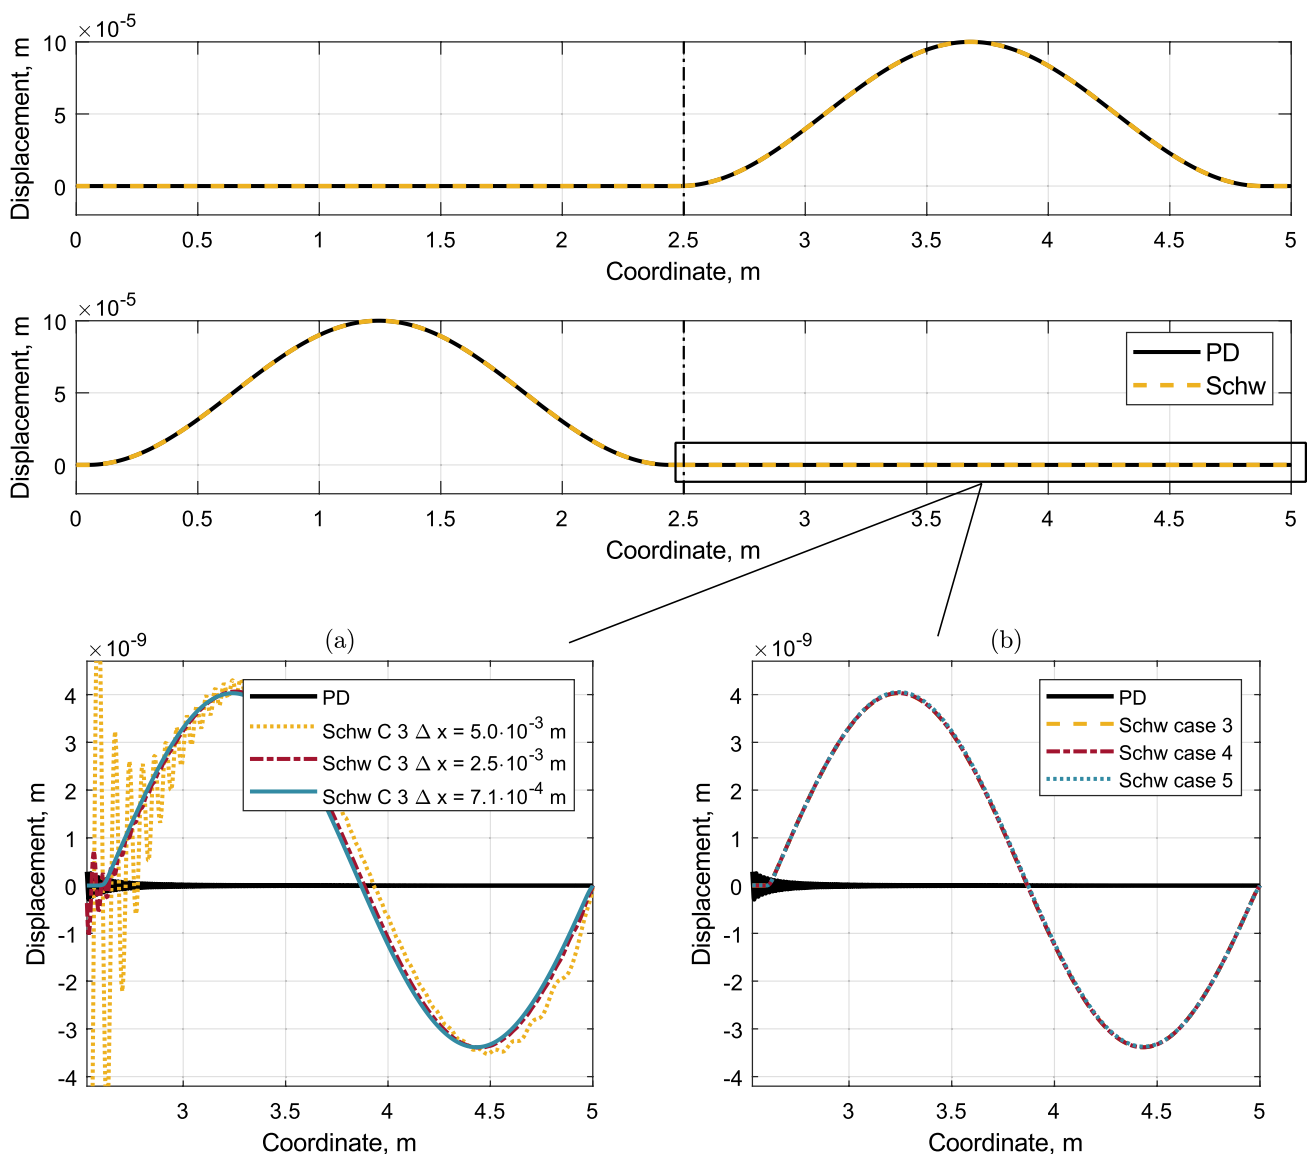 ×10-5
10
5
0
Displacement, m
0 0.5 1 1.5 2 2.5 3 3.5 4 4.5 5
Coordinate, m
×10-5
10
5
0
Displacement, m
PD
Schw
0 0.5 1 1.5 2 2.5 3 3.5 4 4.5 5
Coordinate, m
(a)
×10-9
4
3
2
1
0
-1
-2
-3
-4
Displacement, m
PD
Schw C 3 Δ x = 5.0·10-3 m
Schw C 3 Δ x = 2.5·10-3 m
Schw C 3 Δ x = 7.1·10-4 m
3 3.5 4 4.5 5
Coordinate, m
(b)
×10-9
4
3
2
1
0
-1
-2
-3
-4
Displacement, m
PD
Schw case 3
Schw case 4
Schw case 5
3 3.5 4 4.5 5
Coordinate, m